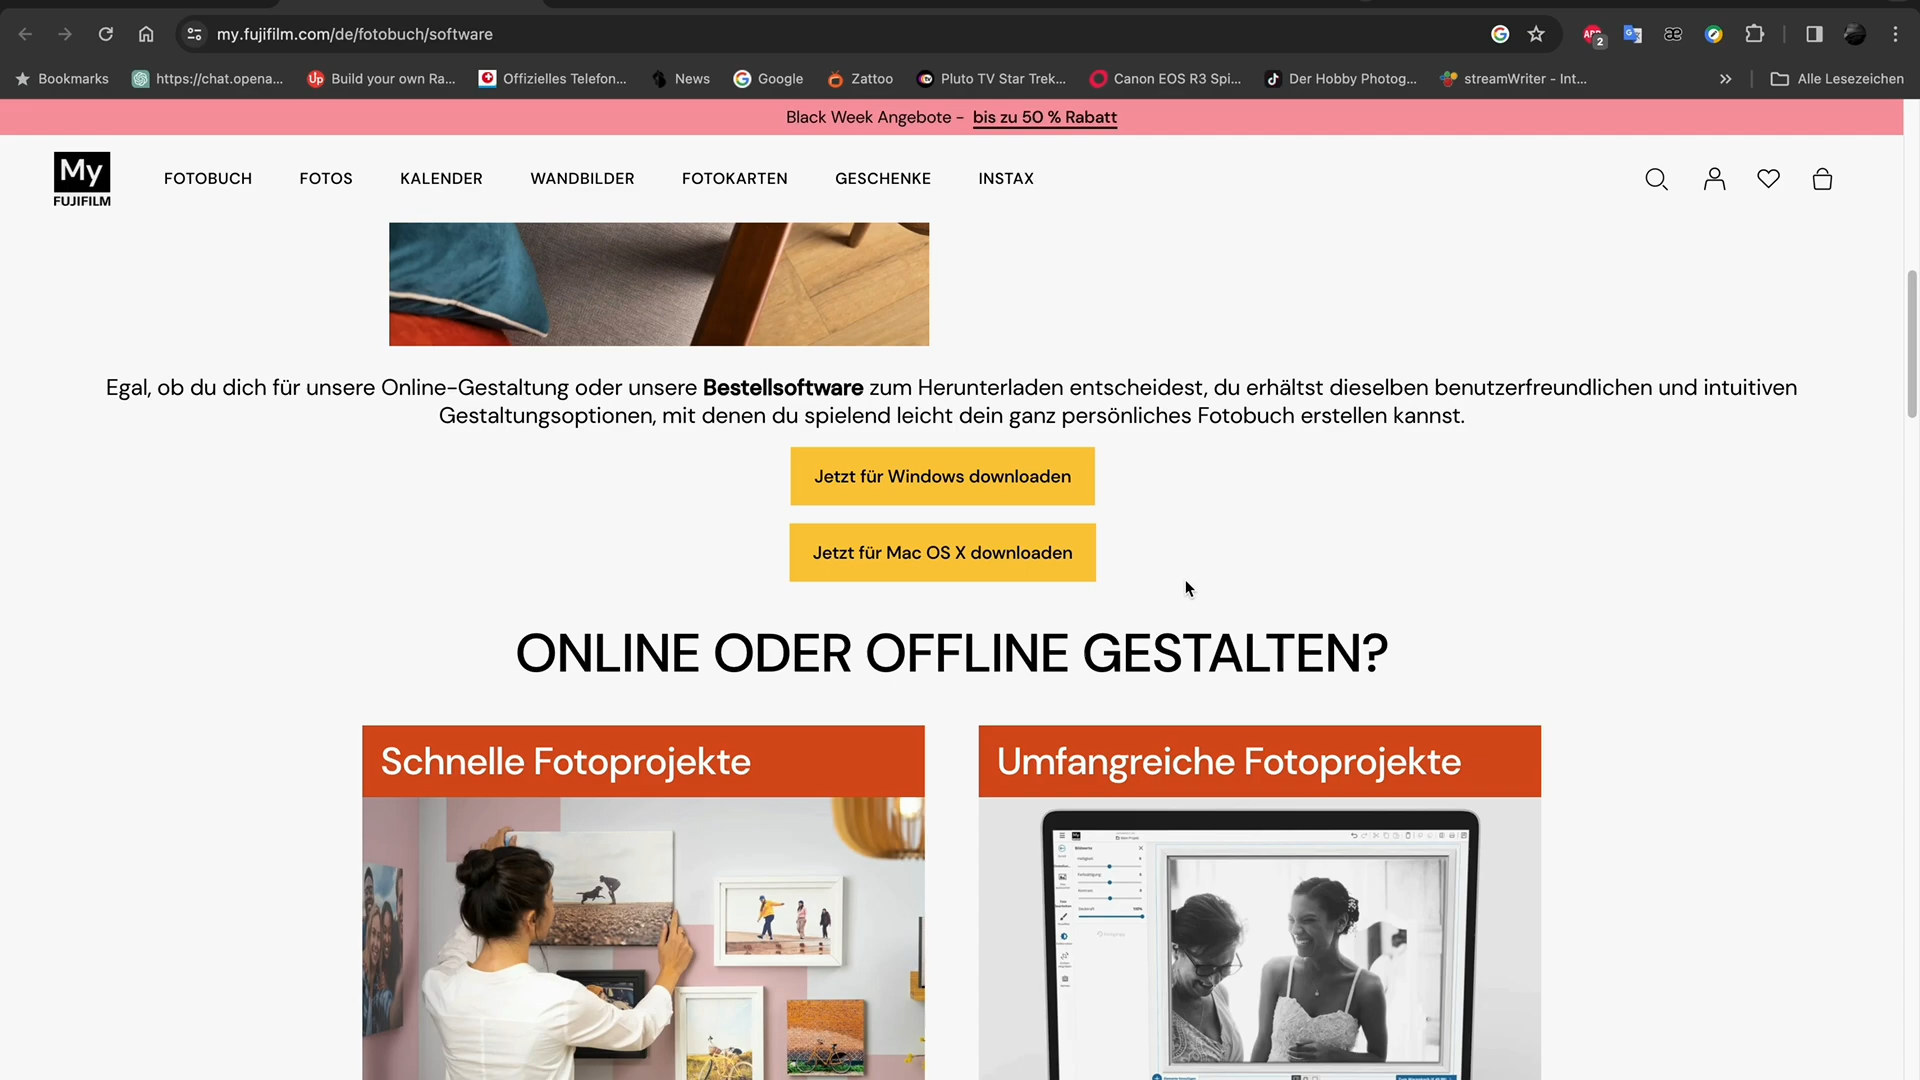 my.fujifilm.com/de/fotobuch/software
2
Bookmarks
https://chat.opena...
Build your own Ra...
Offizielles Telefon...
News
Google
Zattoo
Pluto TV Star Trek...
Canon EOS R3 Spi...
Der Hobby Photog...
streamWriter - Int...
Alle Lesezeichen
Black Week Angebote - bis zu 50 % Rabatt
My
FUJIFILM
FOTOBUCH
FOTOS
KALENDER
WANDBILDER
FOTOKARTEN
GESCHENKE
INSTAX
Egal, ob du dich für unsere Online-Gestaltung oder unsere Bestellsoftware zum Herunterladen entscheidest, du erhältst dieselben benutzerfreundlichen und intuitiven
Gestaltungsoptionen, mit denen du spielend leicht dein ganz persönliches Fotobuch erstellen kannst.
Jetzt für Windows downloaden
Jetzt für Mac OS X downloaden
ONLINE ODER OFFLINE GESTALTEN?
Schnelle Fotoprojekte
Umfangreiche Fotoprojekte